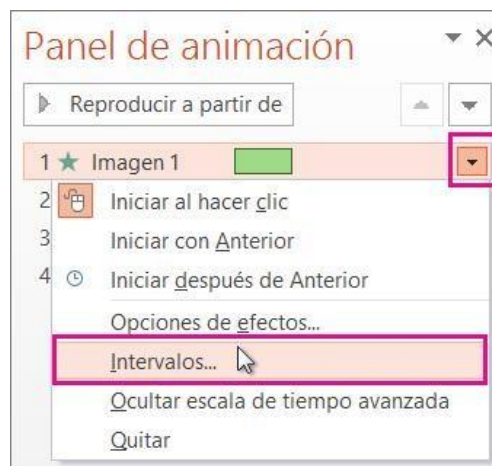 Panel de animación
Reproducir a partir de
1 Imagen 1
2 Iniciar al hacer clic
3 Iniciar con Anterior
4 Iniciar después de Anterior
Opciones de efectos...
Intervalos...
Ocultar escala de tiempo avanzada
Quitar